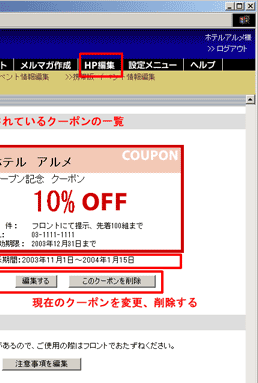 ホテルアルメ様
>> ログアウト
ト | メルマガ作成 | HP編集 | 設定メニュー | ヘルプ
ベント情報編集 >>携帯版イベント情報編集
されているクーポンの一覧
COUPON
ホテル アルメ
ープン記念 クーポン
10% OFF
件: フロントにて提示、先着100組まで
L: 03-1111-1111
効期限: 2003年12月31日まで
期間:2003年11月1日～2004年1月15日
編集する このクーポンを削除
現在のクーポンを変更、削除する
があるので、ご使用の際はフロントでおたずねください。
注意事項を編集